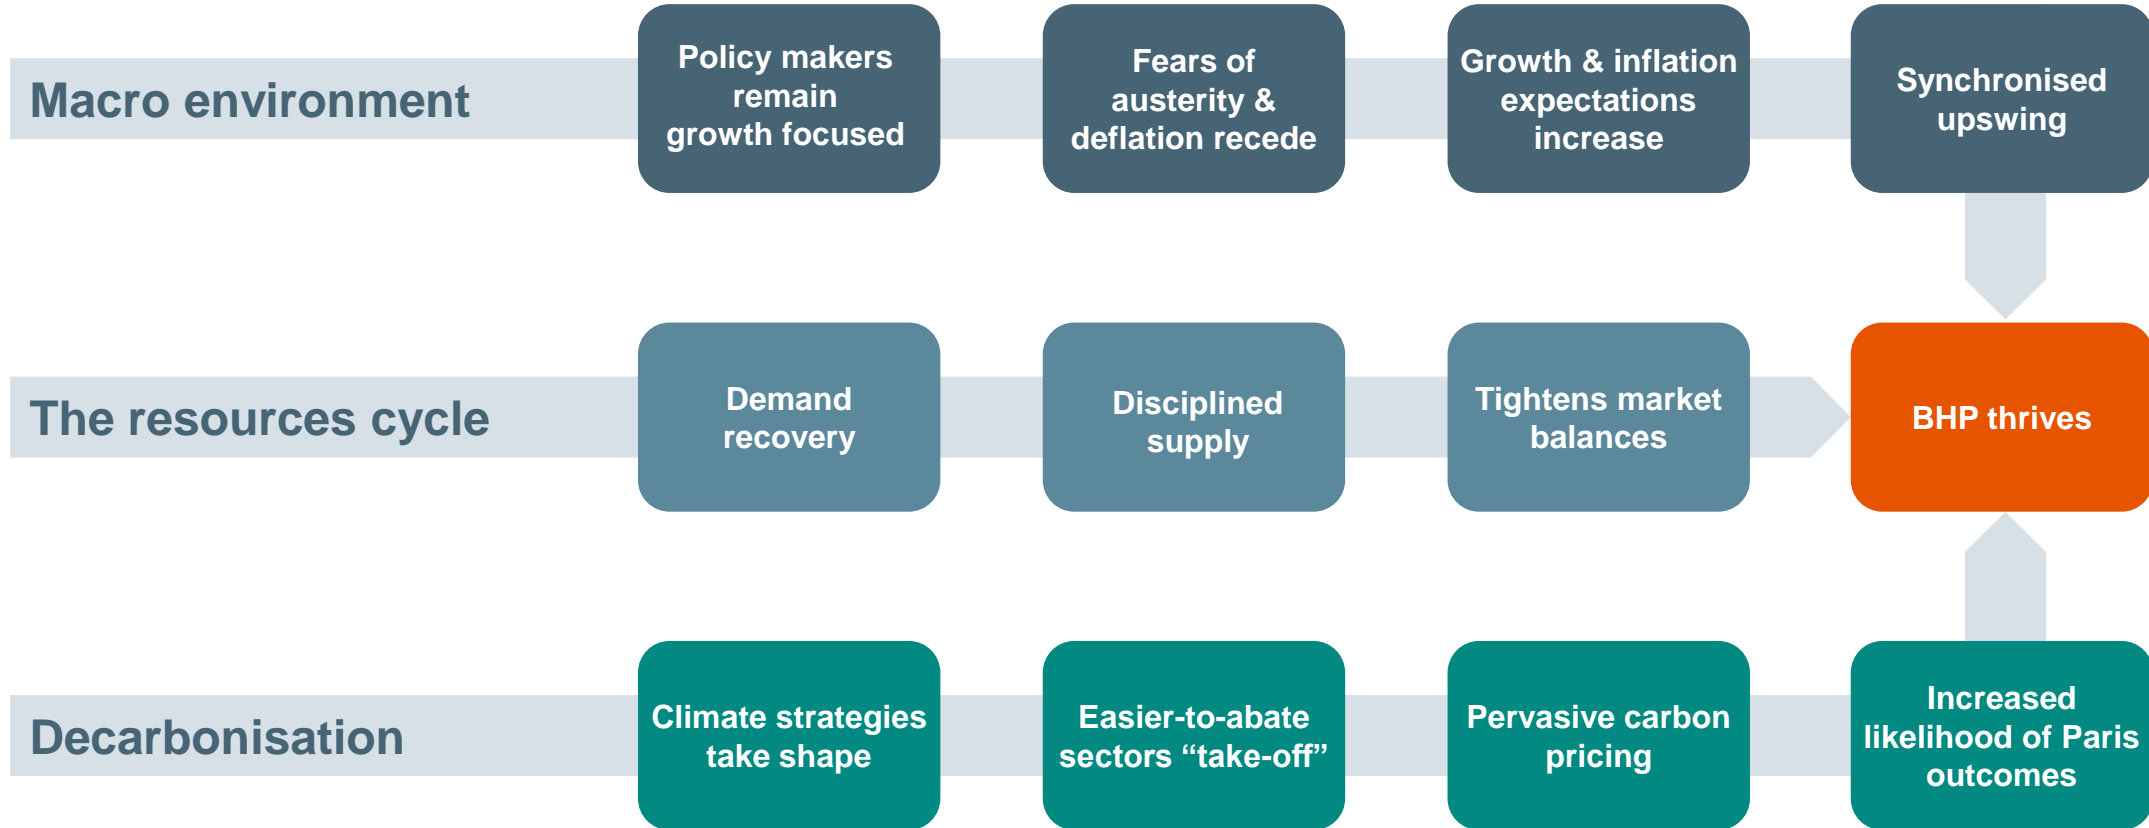 Macro environment
Policy makers
remain
growth focused
Fears of
austerity &
deflation recede
Growth & inflation
expectations
increase
Synchronised
upswing
The resources cycle
Demand
recovery
Disciplined
supply
Tightens market
balances
BHP thrives
Decarbonisation
Climate strategies
take shape
Easier-to-abate
sectors “take-off”
Pervasive carbon
pricing
Increased
likelihood of Paris
outcomes